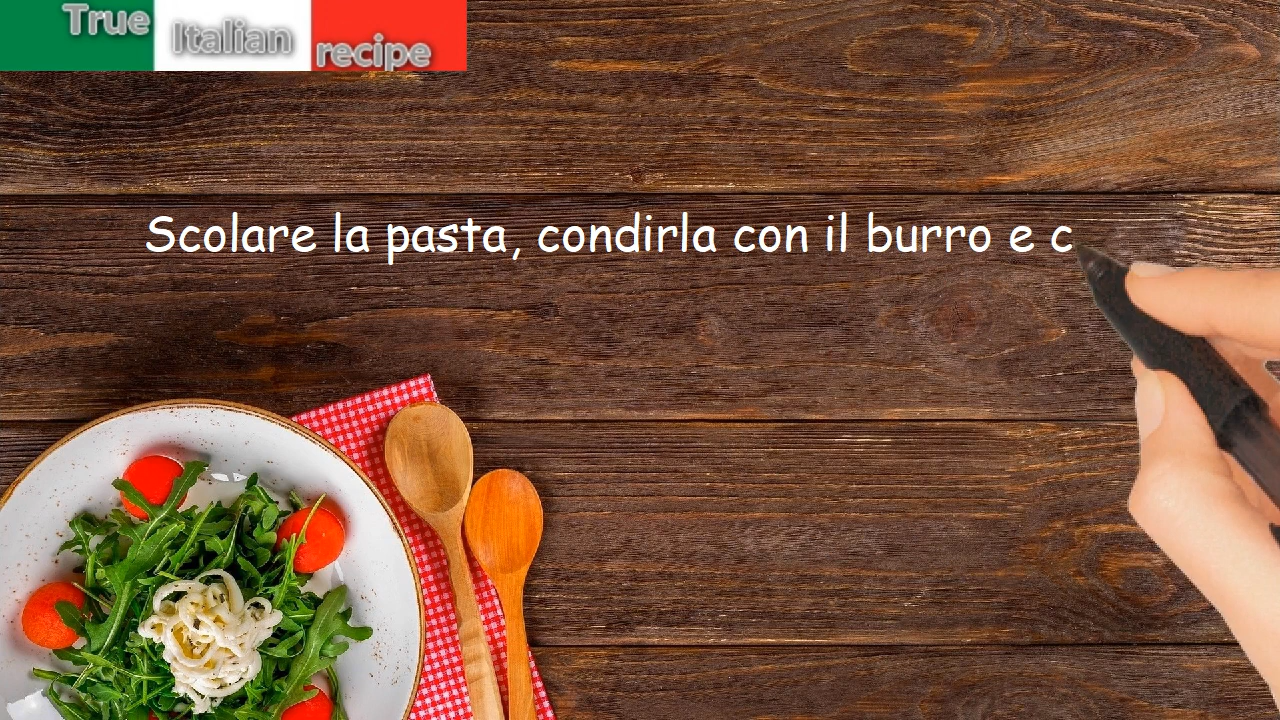 True Italian recipe
Scolare la pasta, condirla con il burro e c